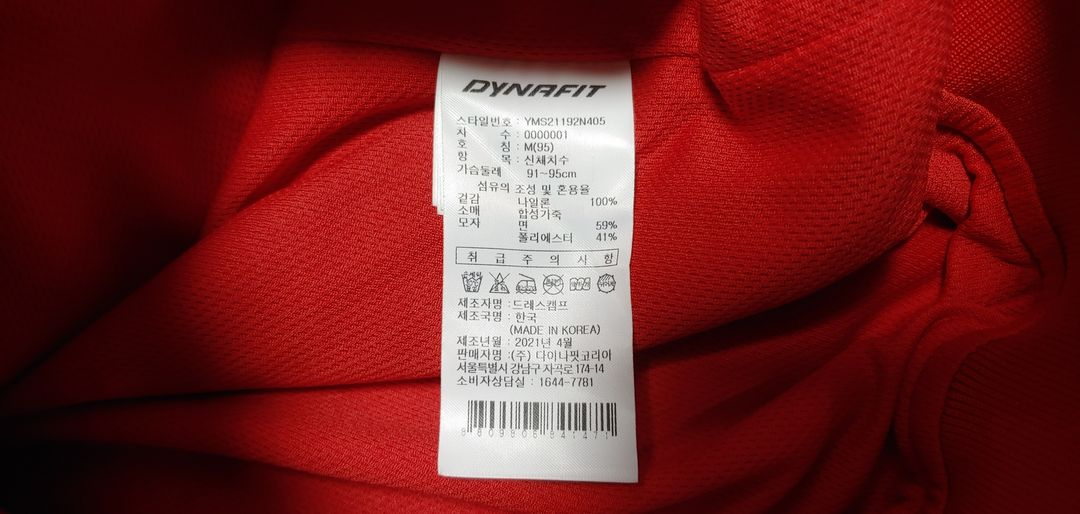 DYNAFIT
스타일번호 : YMS21192N405
차 수 : 0000001
호 칭 : M(95)
항 목 : 신체치수
가슴둘레 91~95cm
섬유의 조성 및 혼용율
겉감 나일론 100%
소매 합성가죽
모자 면 59%
폴리에스터 41%
취 급 주 의 사 항
제조자명 : 드레스캠프
제조국명 : 한국
(MADE IN KOREA)
제조년월 : 2021년 4월
판매자명 : (주) 다이나핏코리아
서울특별시 강남구 자곡로 174-14
소비자상담실 : 1644-7781